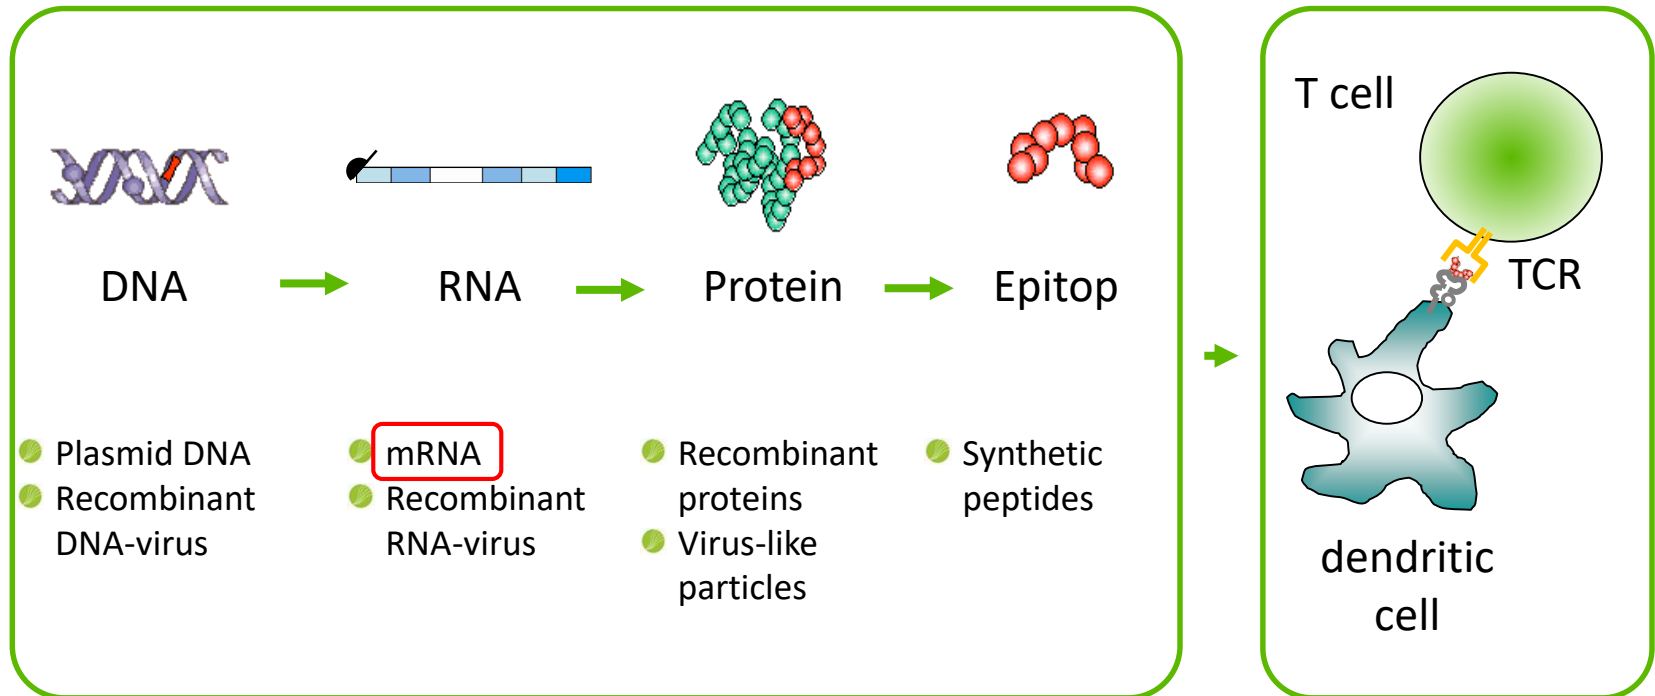 DNA
RNA
Protein
Epitop
Plasmid DNA
Recombinant
DNA-virus
mRNA
Recombinant
RNA-virus
Recombinant
proteins
Virus-like
particles
Synthetic
peptides
T cell
TCR
dendritic
cell